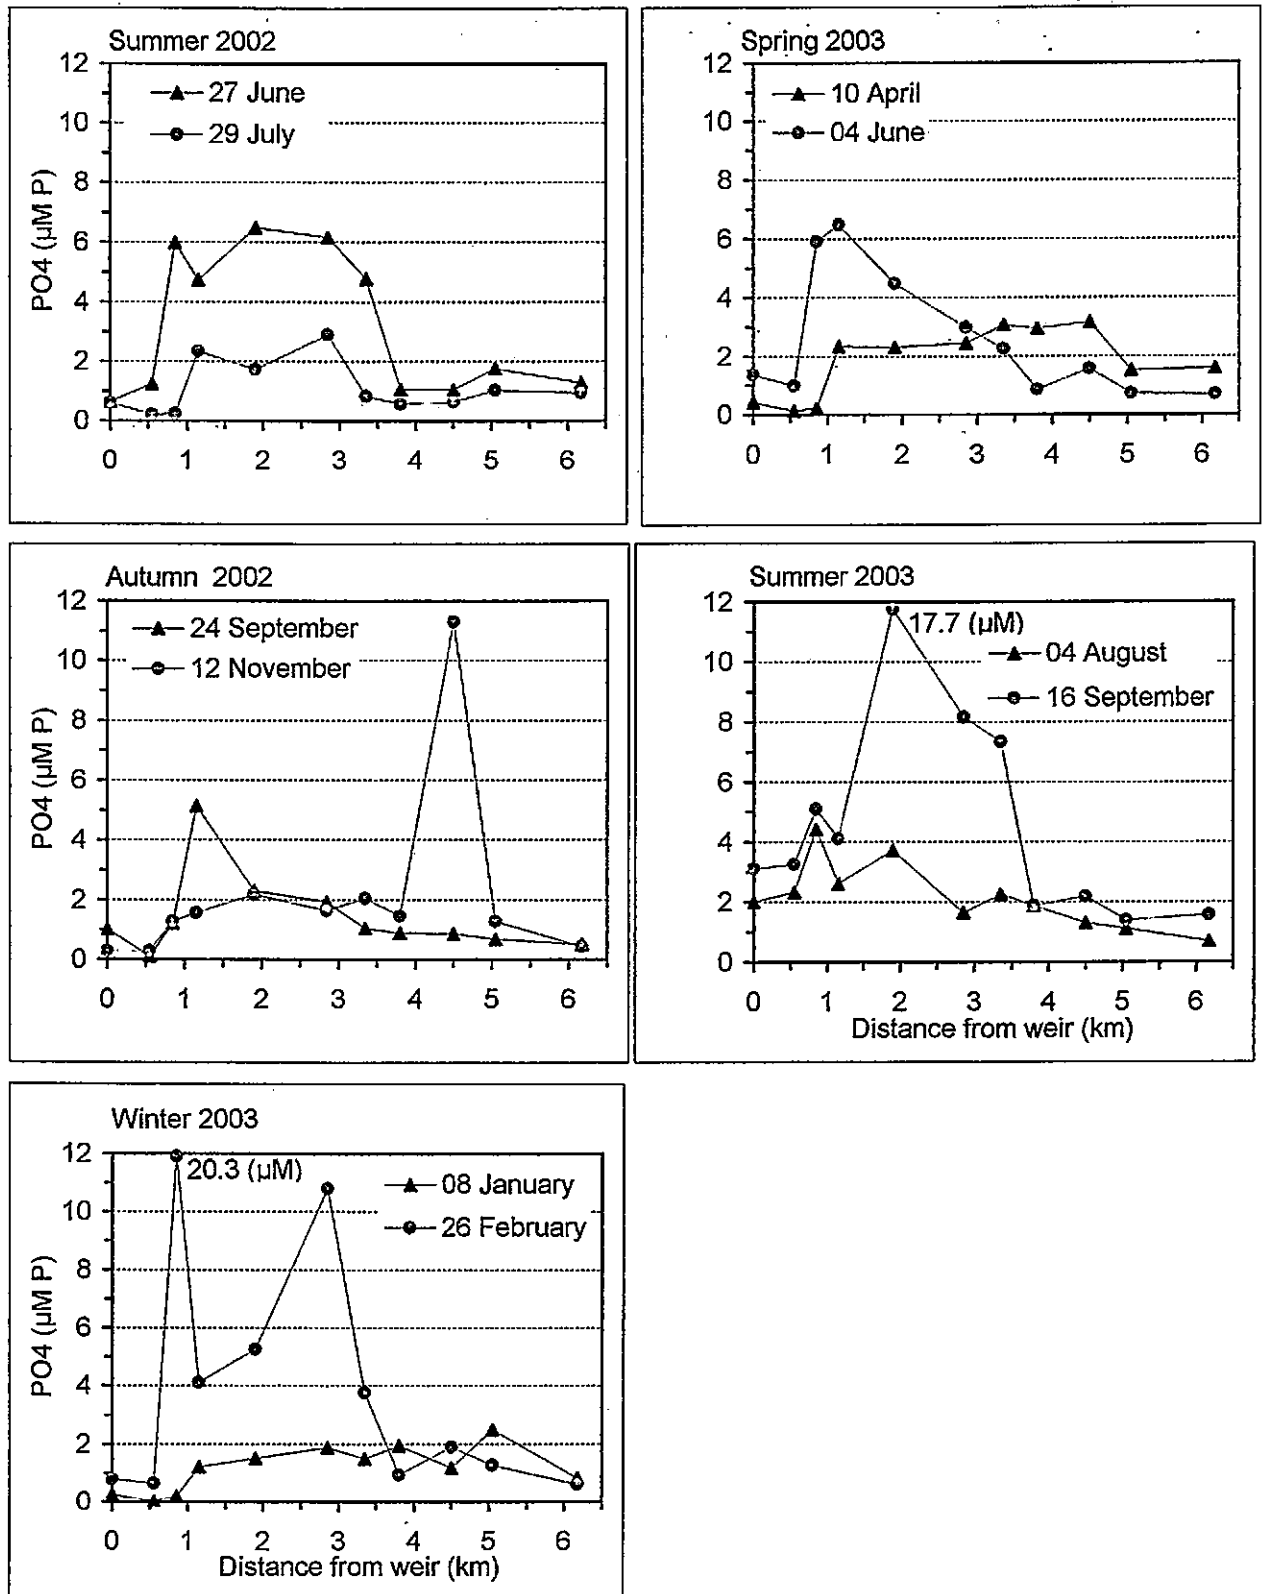 Summer 2002
12
10
8
6
4
2
0
PO4 (µM P)
27 June
29 July
0 1 2 3 4 5 6
Spring 2003
12
10
8
6
4
2
0
10 April
04 June
0 1 2 3 4 5 6
Autumn 2002
12
10
8
6
4
2
0
PO4 (µM P)
24 September
12 November
0 1 2 3 4 5 6
Summer 2003
12
10
8
6
4
2
0
17.7 (µM)
04 August
16 September
0 1 2 3 4 5 6
Distance from weir (km)
Winter 2003
12
10
8
6
4
2
0
PO4 (µM P)
20.3 (µM)
08 January
26 February
0 1 2 3 4 5 6
Distance from weir (km)